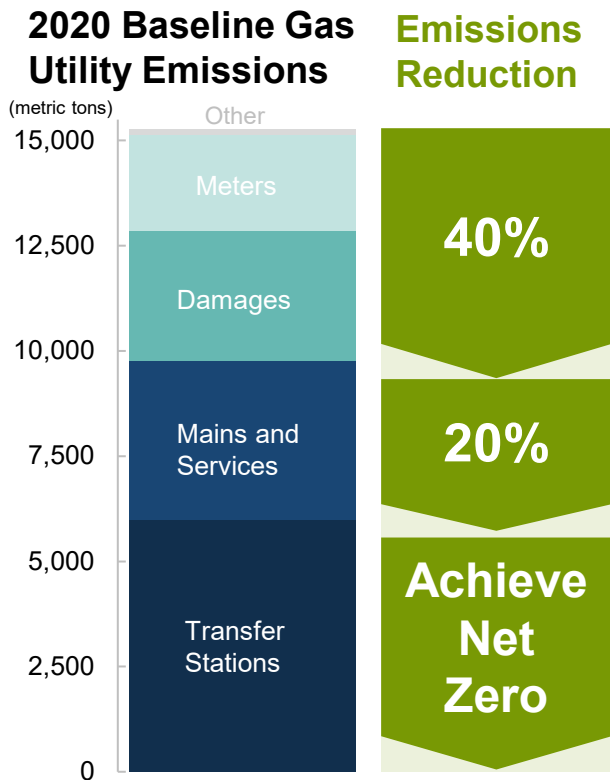 2020 Baseline Gas
Utility Emissions
(metric tons)
Emissions
Reduction
Other
15,000
Meters
40%
12,500
Damages
10,000
Mains and
Services
20%
7,500
5,000
Achieve
Net
Zero
Transfer
Stations
2,500
0